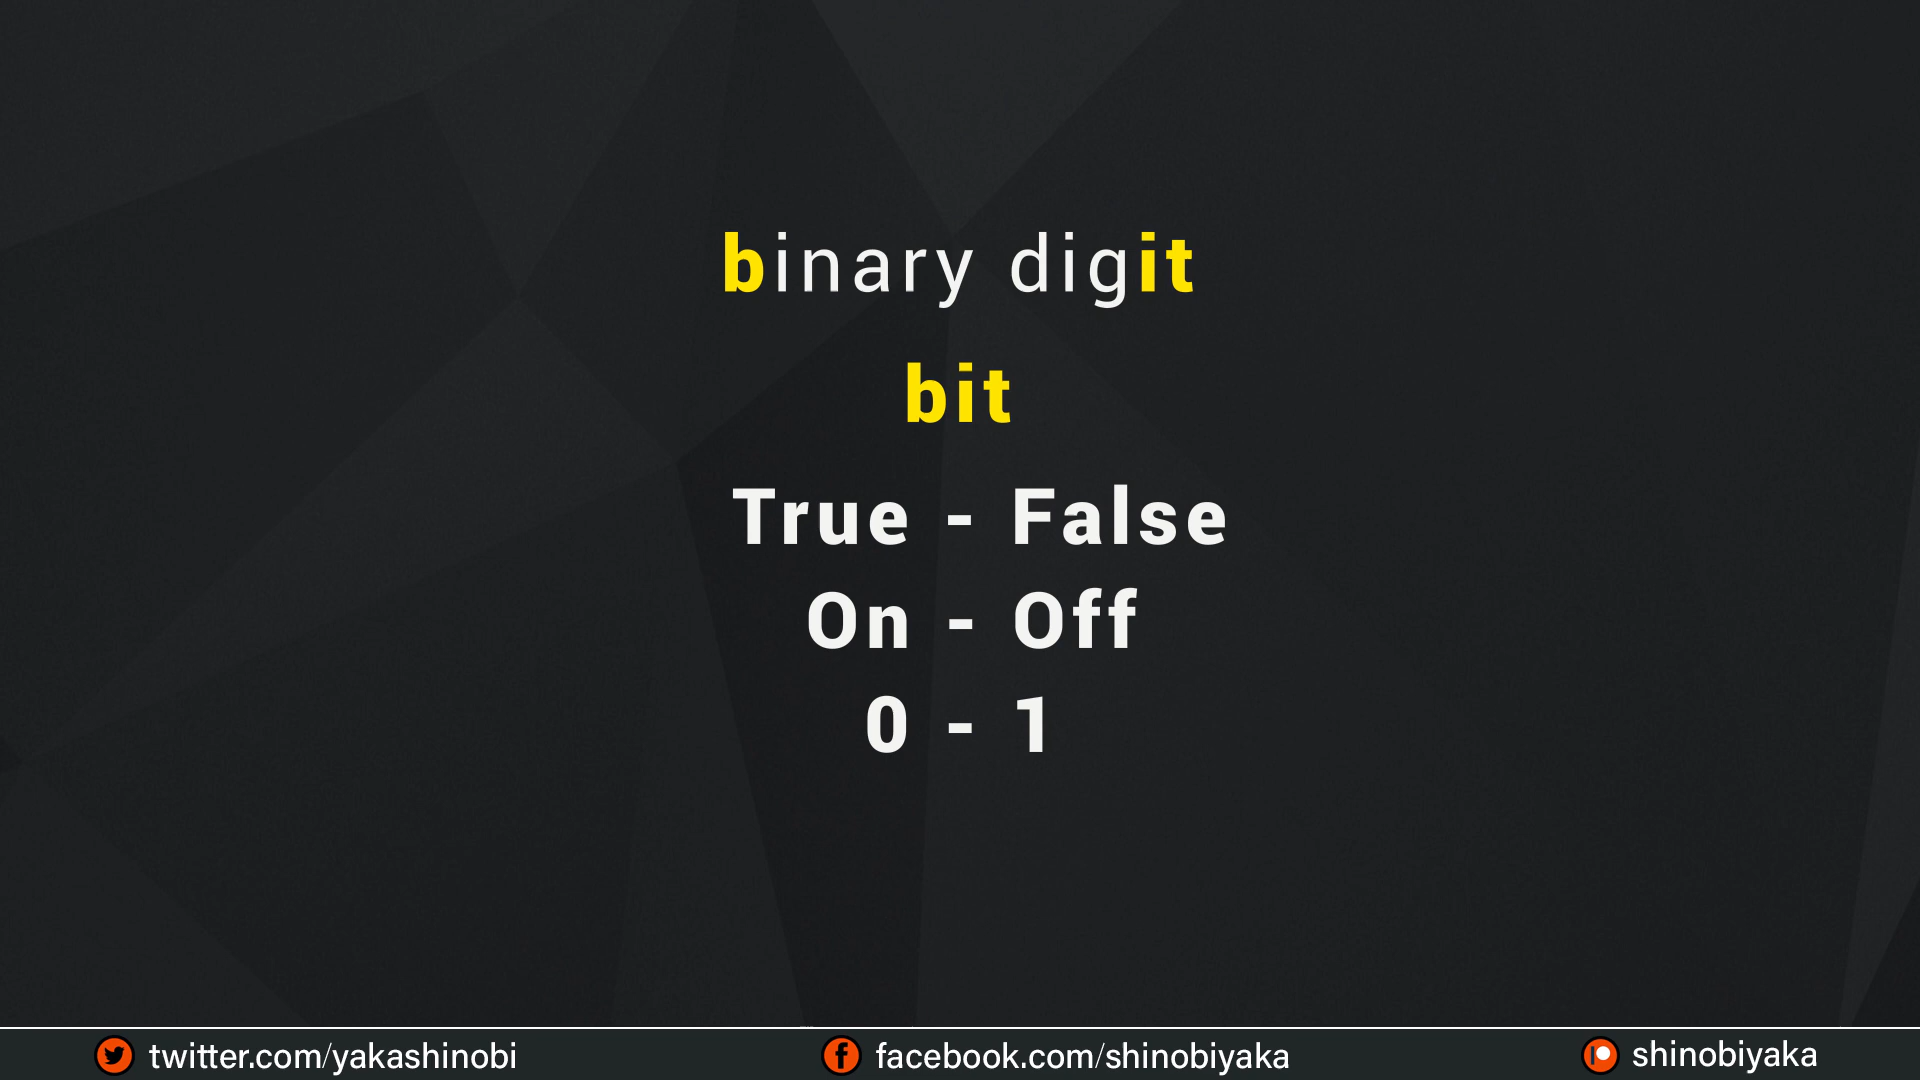 binary digit
bit
True - False
On - Off
0 - 1
twitter.com/yakashinobi
facebook.com/shinobiyaka
shinobiyaka